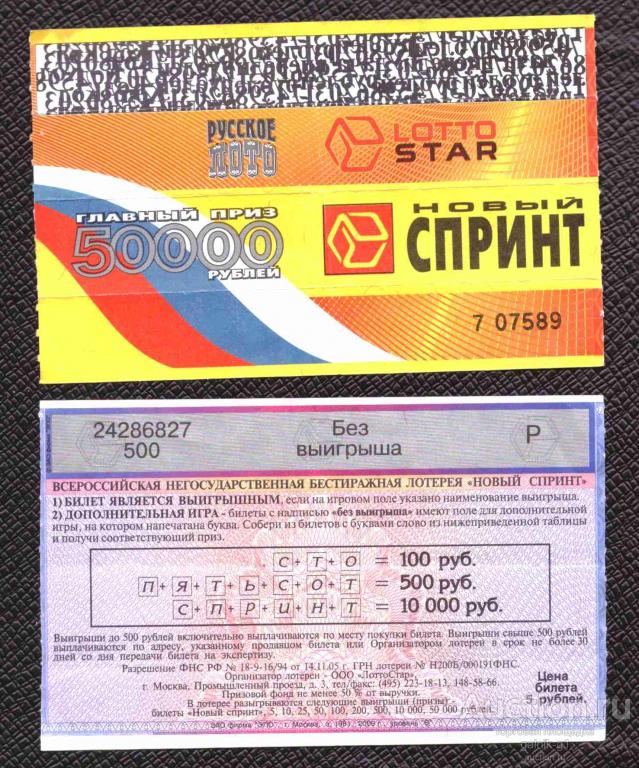 РУССКОЕ
ЛОТО
LOTTO
STAR
ГЛАВНЫЙ ПРИЗ
50000
РУБЛЕЙ
НОВЫЙ
СПРИНТ
7 07589
24286827
500
Без
выигрыша
Р
ВСЕРОССИЙСКАЯ НЕГОСУДАРСТВЕННАЯ БЕСТИРАЖНАЯ ЛОТЕРЕЯ «НОВЫЙ СПРИНТ»
1) БИЛЕТ ЯВЛЯЕТСЯ ВЫИГРЫШНЫМ, если на игровом поле указано наименование выигрыша.
2) ДОПОЛНИТЕЛЬНАЯ ИГРА - билеты с надписью «без выигрыша» имеют поле для дополнительной
игры, на котором напечатана буква. Собери из билетов с буквами слово из нижеприведенной таблицы
и получи соответствующий приз.
С+Т+О = 100 руб.
П+Я+Т+Ь+С+О+Т = 500 руб.
С+П+Р+И+Н+Т = 10 000 руб.
Выигрыши до 500 рублей включительно выплачиваются по месту покупки билета. Выигрыши свыше 500 рублей
выплачиваются по адресу, указанному продавцом билета или Организатором лотереи в срок не более 30
дней со дня передачи билета на экспертизу.
Разрешение ФНС РФ № 18-9-16/94 от 14.11.05 г. ГРН лотереи № Н200Б/000191ФНС.
Организатор лотереи - ООО «ЛоттоСтар»,
г. Москва, Промышленный проезд, д. 3, тел/факс: (495) 223-18-13, 148-58-66.
Призовой фонд не менее 50 % от выручки.
В лотерее разыгрываются следующие выигрыши (призы):
билеты «Новый спринт», 5, 10, 25, 50, 100, 200, 500, 10 000, 50 000 рублей.
Цена
билета
5 рублей.